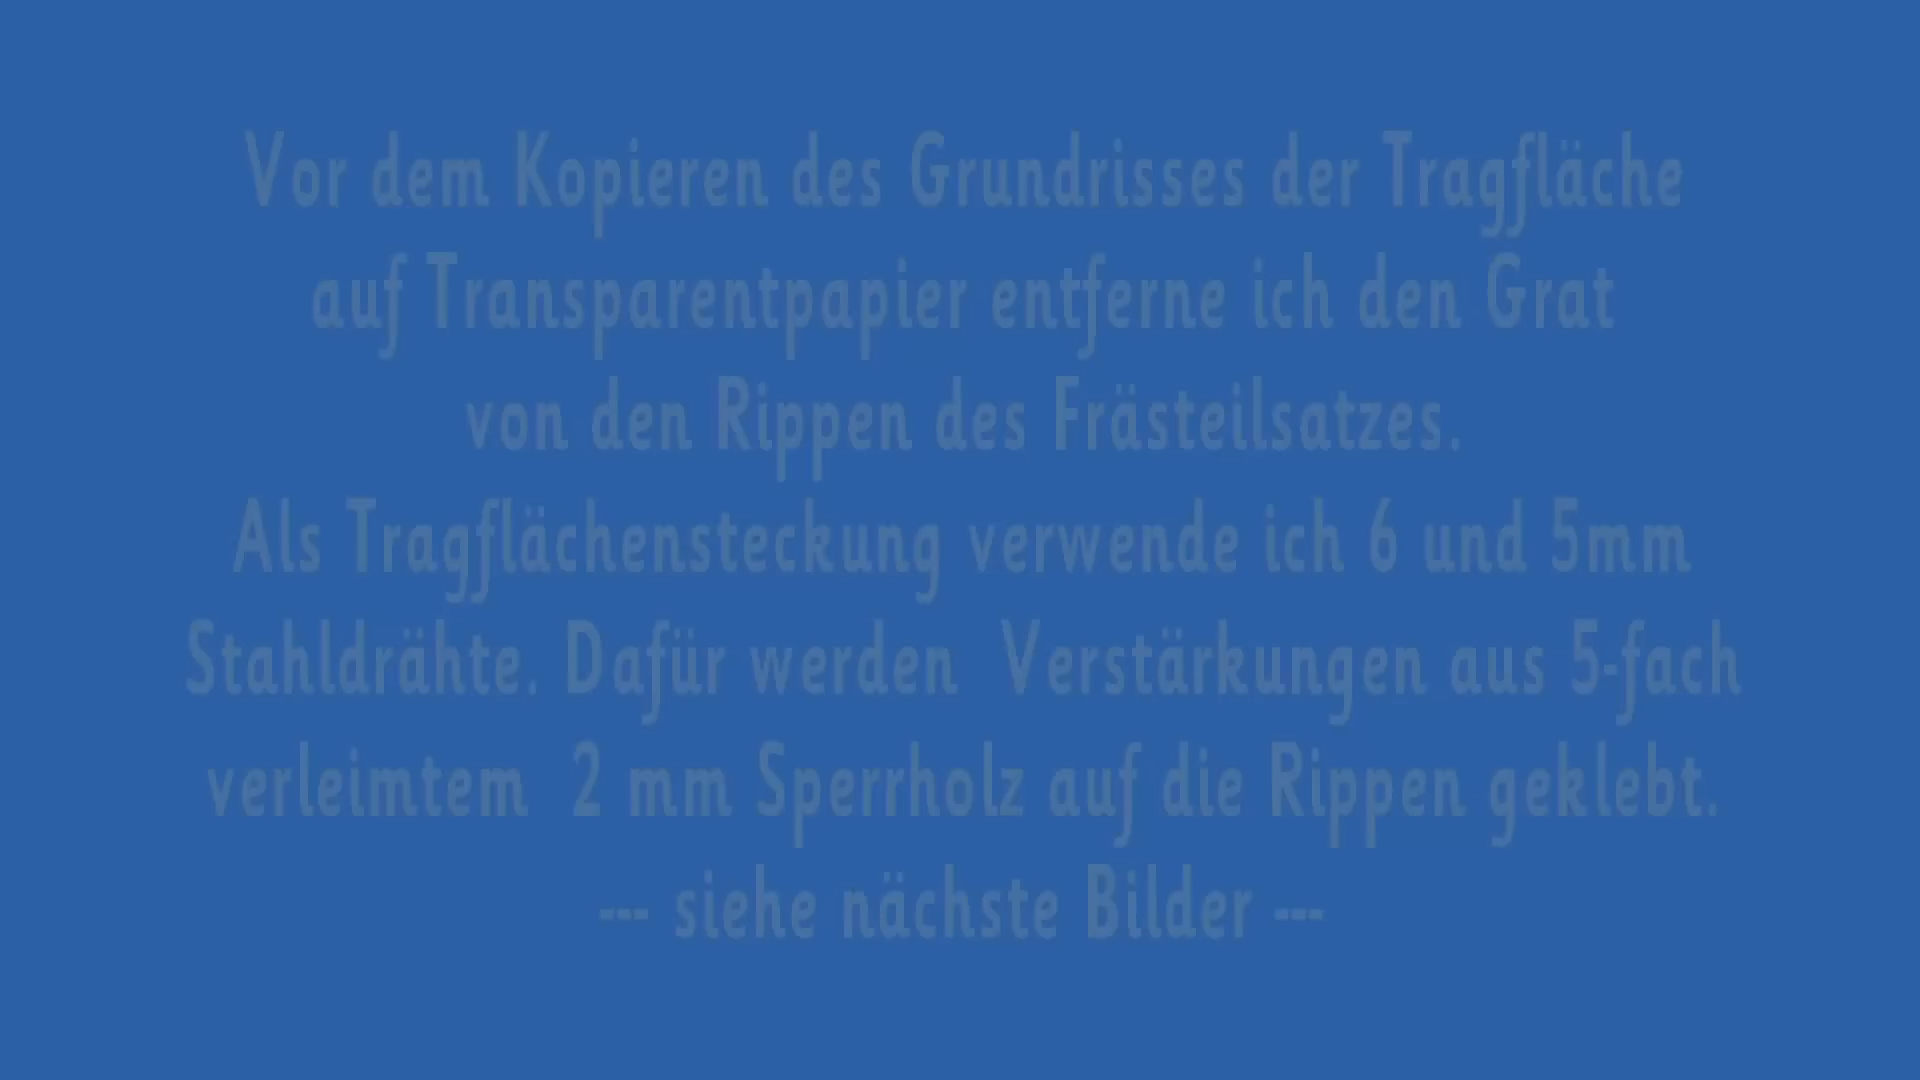 Vor dem Kopieren des Grundrisses der Tragfläche
auf Transparentpapier entferne ich den Grat
von den Rippen des Frästeilsatzes.
Als Tragflächensteckung verwende ich 6 und 5mm
Stahldrähte. Dafür werden  Verstärkungen aus 5-fach
verleimtem  2 mm Sperrholz auf die Rippen geklebt.
--- siehe nächste Bilder ---